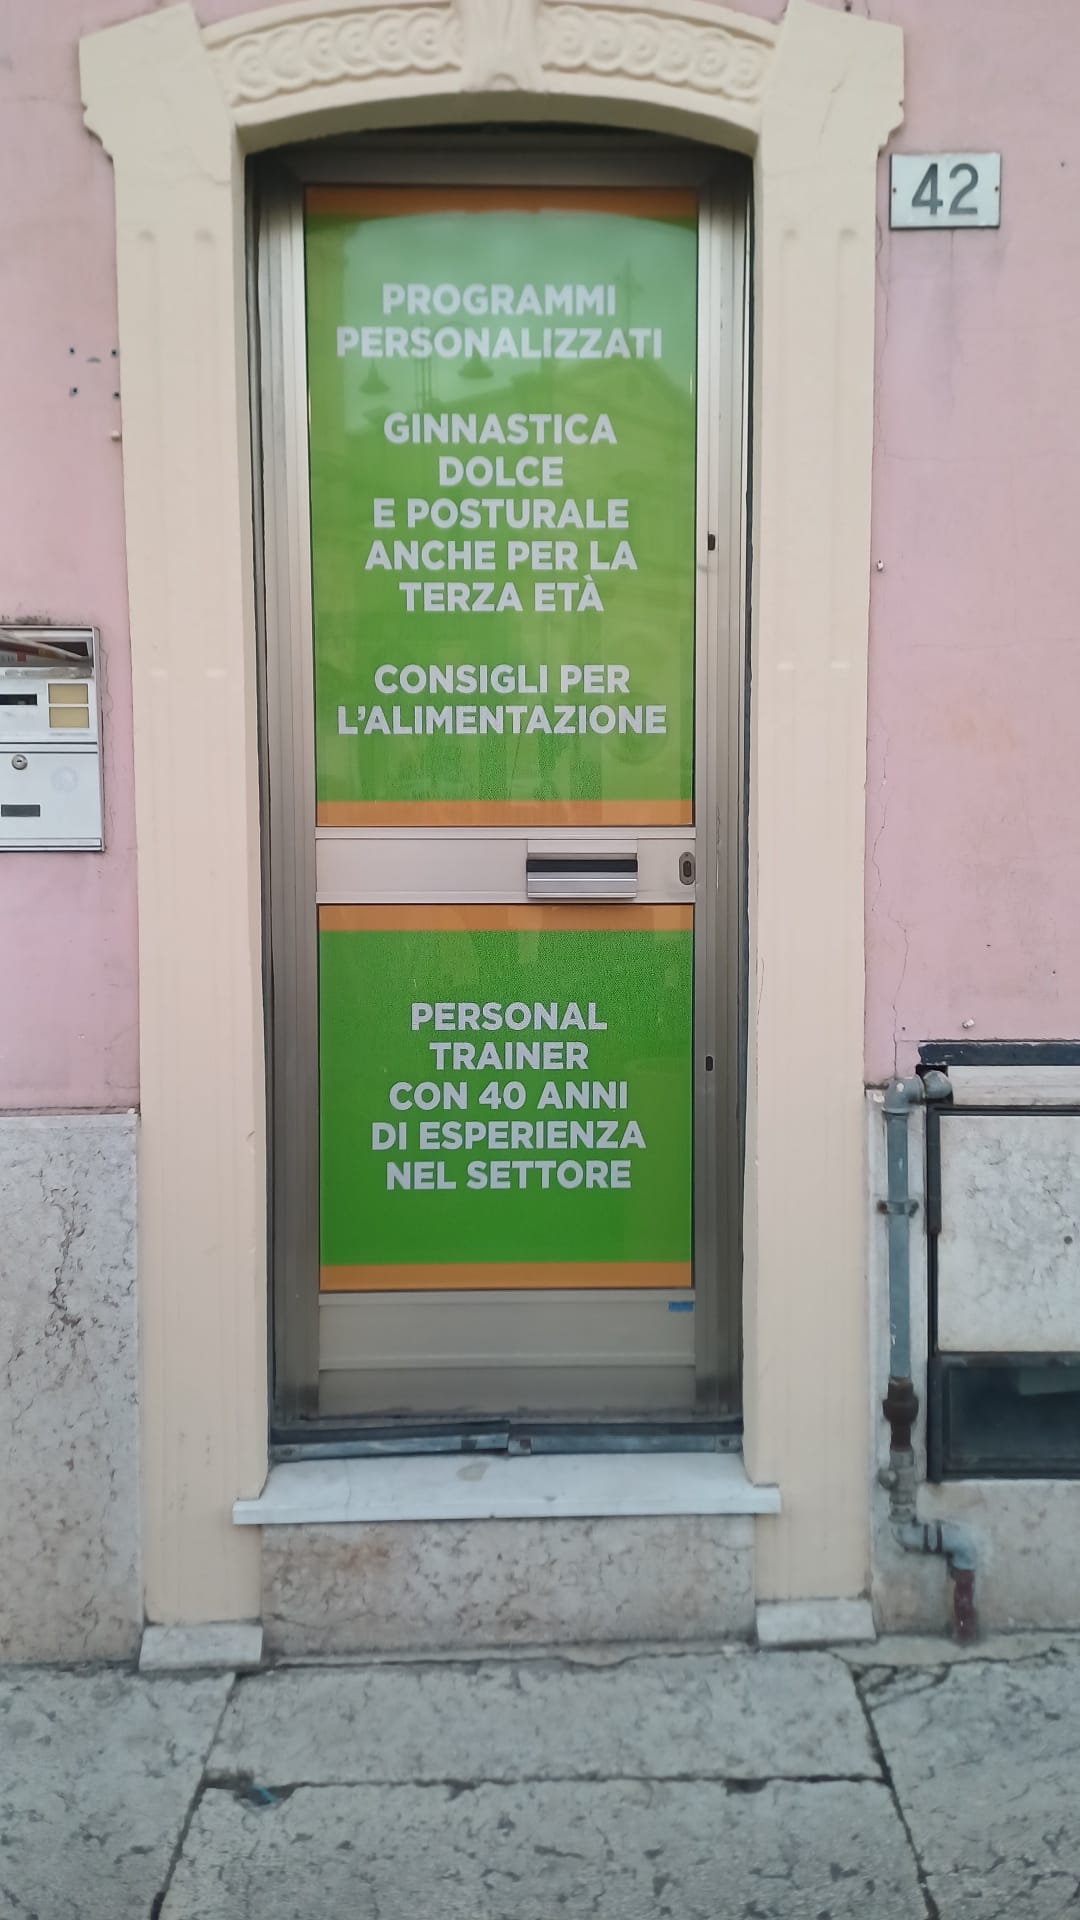 42
PROGRAMMI
PERSONALIZZATI
GINNASTICA
DOLCE
E POSTURALE
ANCHE PER LA
TERZA ETÀ
CONSIGLI PER
L'ALIMENTAZIONE
PERSONAL
TRAINER
CON 40 ANNI
DI ESPERIENZA
NEL SETTORE